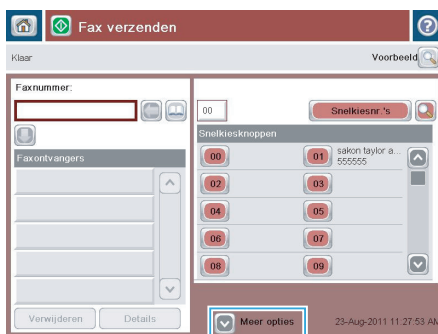 Fax verzenden
Klaar
Voorbeeld
Faxnummer:
Faxontvangers
Verwijderen
Details
00
Snelkiesnr.'s
Snelkiesknoppen
00
01 sakon taylor a...
555555
02
03
04
05
06
07
08
09
Meer opties
23-Aug-2011 11:27:53 AM